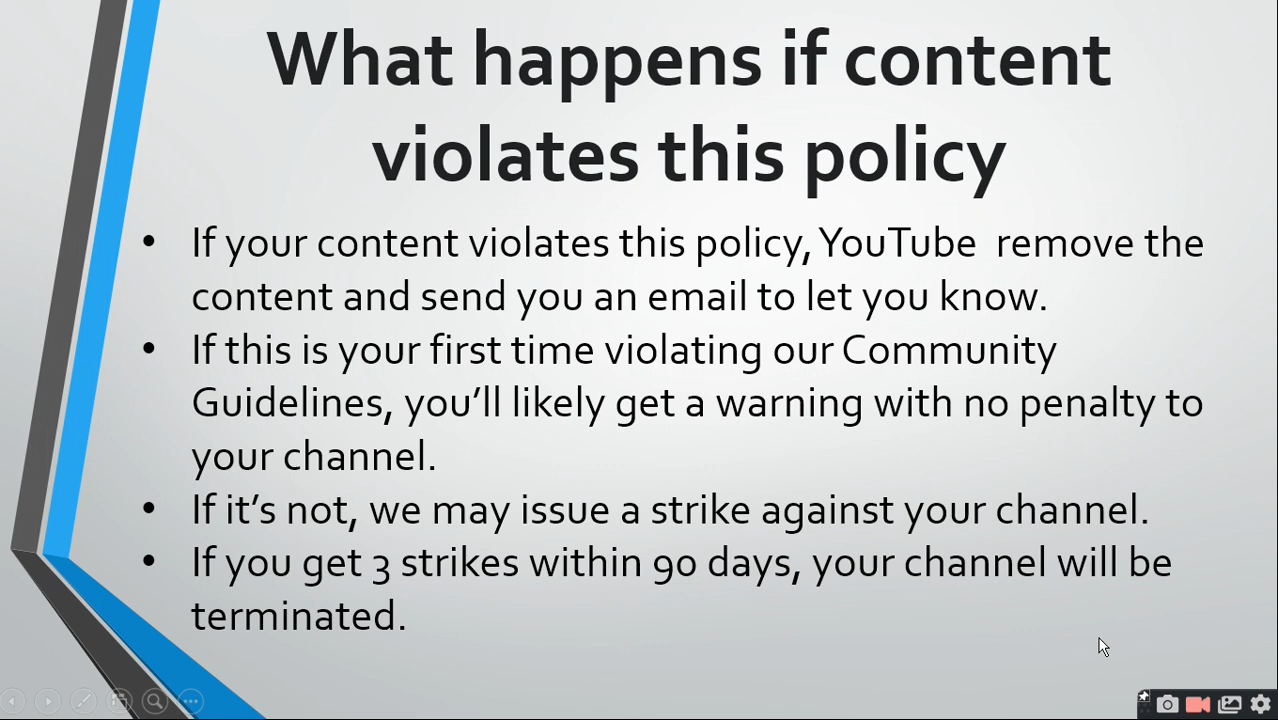 What happens if content
violates this policy
• If your content violates this policy, YouTube  remove the
content and send you an email to let you know.
• If this is your first time violating our Community
Guidelines, you’ll likely get a warning with no penalty to
your channel.
• If it’s not, we may issue a strike against your channel.
• If you get 3 strikes within 90 days, your channel will be
terminated.